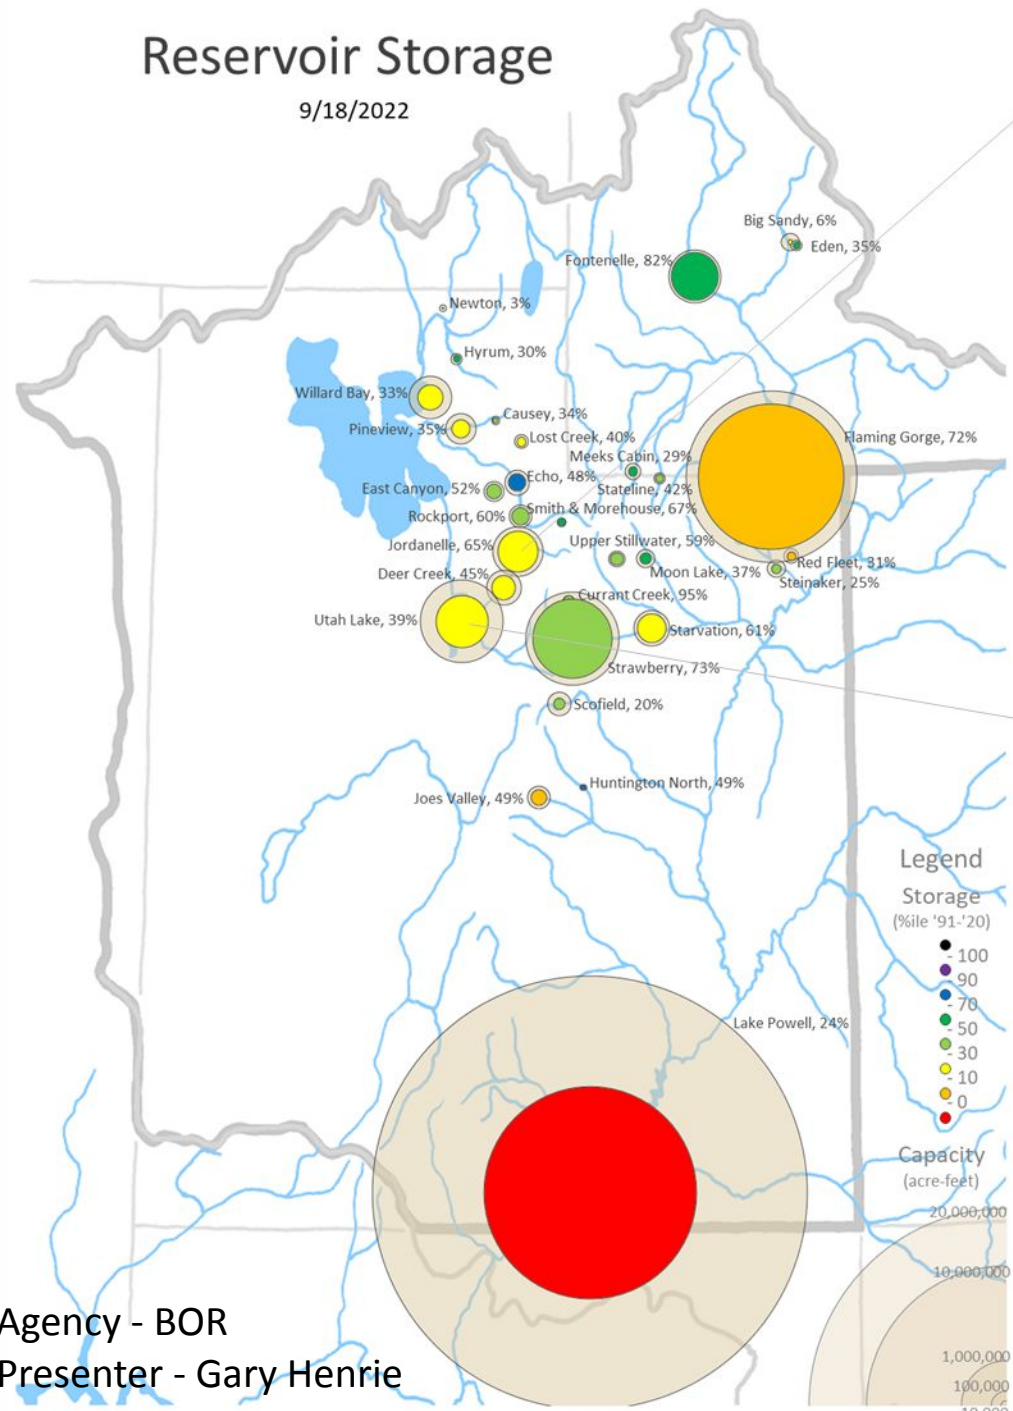 Reservoir Storage
9/18/2022
Big Sandy, 6%
Eden, 35%
Fontenelle, 82%
Newton, 3%
Hyrum, 30%
Willard Bay, 33%
Causey, 34%
Pineview, 35%
Lost Creek, 40%
Flaming Gorge, 72%
Meeks Cabin, 29%
Echo, 48%
East Canyon, 52%
Stateline, 42%
Smith & Morehouse, 67%
Rockport, 60%
Upper Stillwater, 59%
Jordanelle, 65%
Red Fleet, 31%
Moon Lake, 37%
Deer Creek, 45%
Steinaker, 25%
Currant Creek, 95%
Utah Lake, 39%
Starvation, 61%
Strawberry, 73%
Scofield, 20%
Huntington North, 49%
Joes Valley, 49%
Legend
Storage
(%ile '91-'20)
- 100
- 90
- 70
- 50
- 30
- 10
- 0
Lake Powell, 24%
Capacity
(acre-feet)
20,000,000
10,000,000
1,000,000
100,000
Agency - BOR
Presenter - Gary Henrie